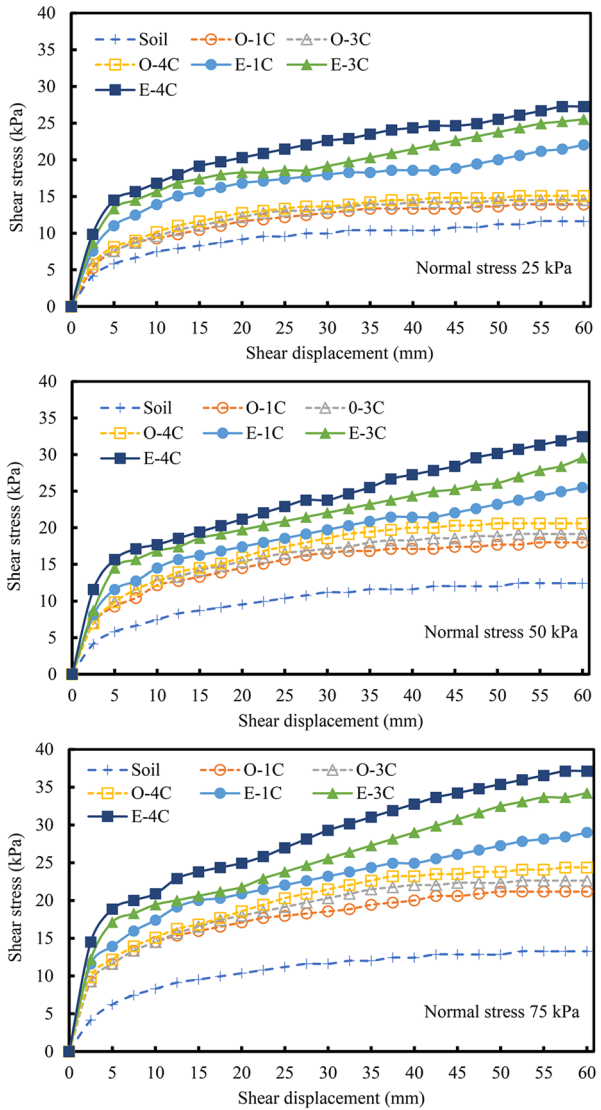 40
35
30
25
20
15
10
5
0
Shear stress (kPa)
Soil O-1C O-3C
O-4C E-1C E-3C
E-4C
Normal stress 25 kPa
0 5 10 15 20 25 30 35 40 45 50 55 60
Shear displacement (mm)
40
35
30
25
20
15
10
5
0
Shear stress (kPa)
Soil O-1C 0-3C
O-4C E-1C E-3C
E-4C
Normal stress 50 kPa
0 5 10 15 20 25 30 35 40 45 50 55 60
Shear displacement (mm)
40
35
30
25
20
15
10
5
0
Shear stress (kPa)
Soil O-1C O-3C
O-4C E-1C E-3C
E-4C
Normal stress 75 kPa
0 5 10 15 20 25 30 35 40 45 50 55 60
Shear displacement (mm)